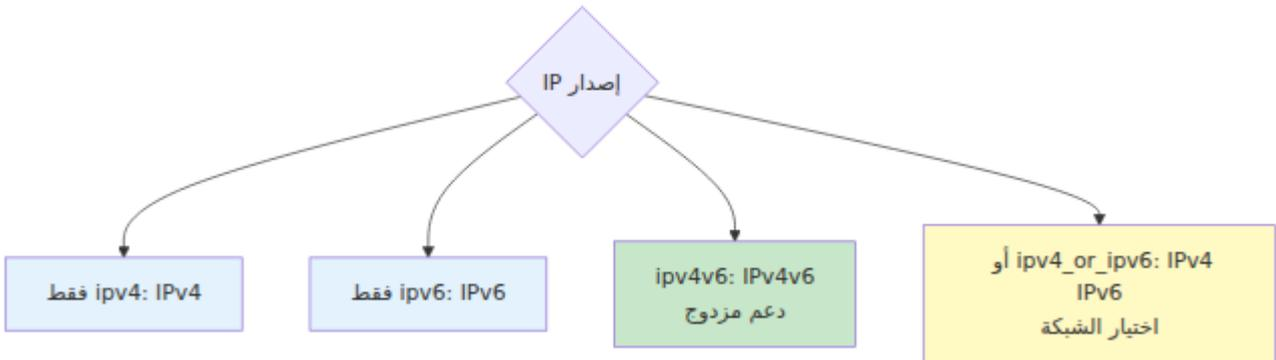 إصدار IP
ipv4: IPv4 فقط
ipv6: IPv6 فقط
ipv4v6: IPv4v6
دعم مزدوج
ipv4_or_ipv6: IPv4 أو
IPv6
اختيار الشبكة